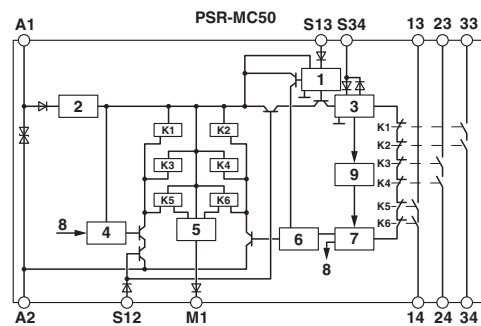 PSR-MC50
A1 S13 S34 13 23 33
1
2 3
K1 K2 K1
K2
K3 K4 K3
9
K4
K5 K6 K5
8 4 5 6 7 K6
8
A2 S12 M1 14 24 34